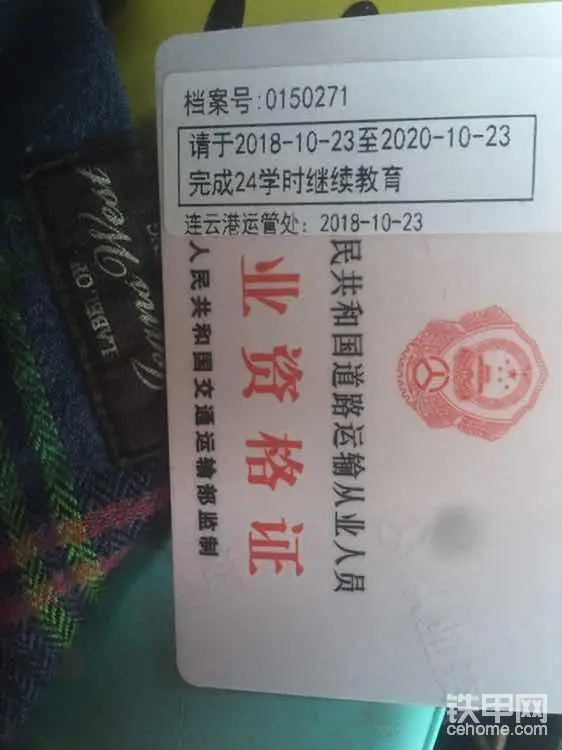 档案号:0150271
请于2018-10-23至2020-10-23
完成24学时继续教育
连云港运管处: 2018-10-23
民共和国道路运输从业人员
业资格证
人民共和国交通运输部监制
LABEL OF
铁甲网
cehome.com